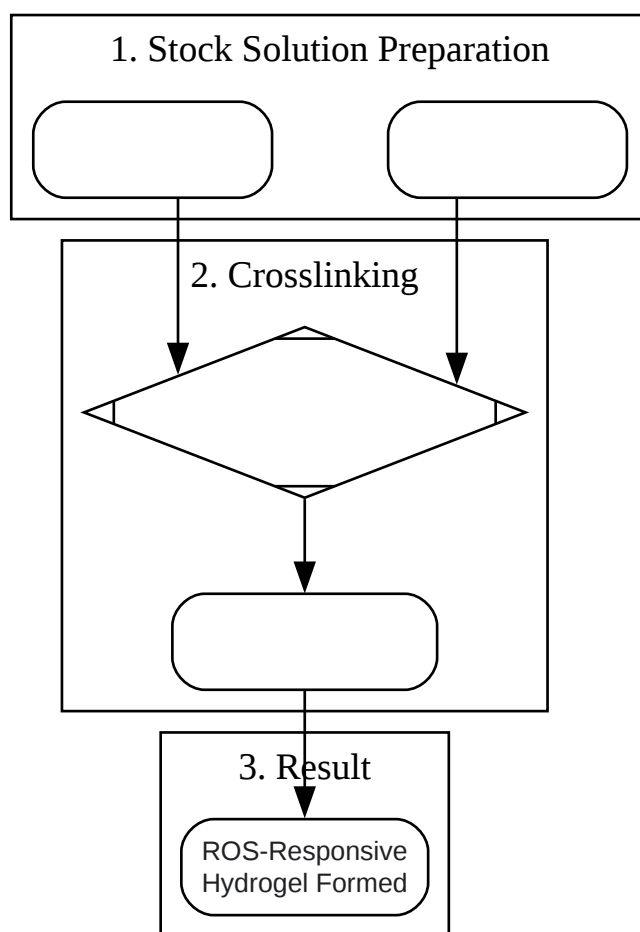 1. Stock Solution Preparation
2. Crosslinking
3. Result
ROS-Responsive
Hydrogel Formed